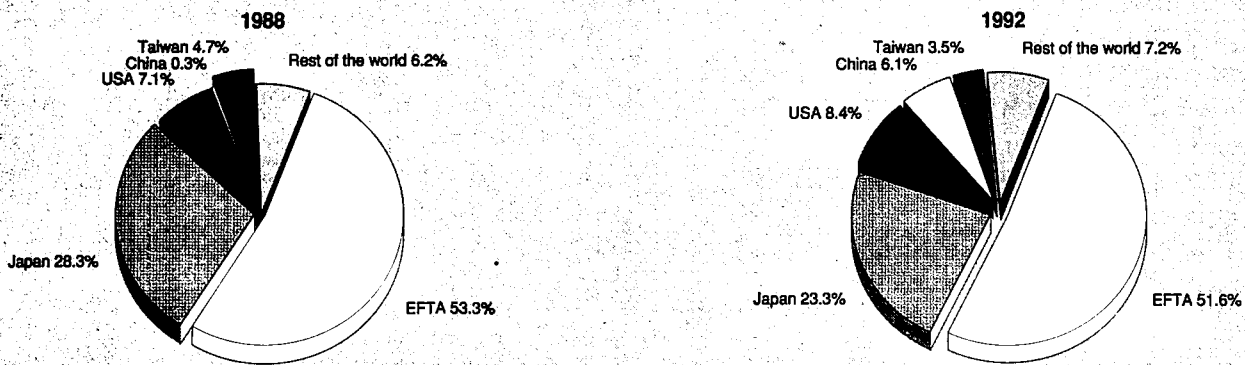 1988
Taiwan 4.7%
Rest of the world 6.2%
China 0.3%
USA 7.1%
Japan 28.3%
EFTA 53.3%
1992
Taiwan 3.5%
Rest of the world 7.2%
China 6.1%
USA 8.4%
Japan 23.3%
EFTA 51.6%